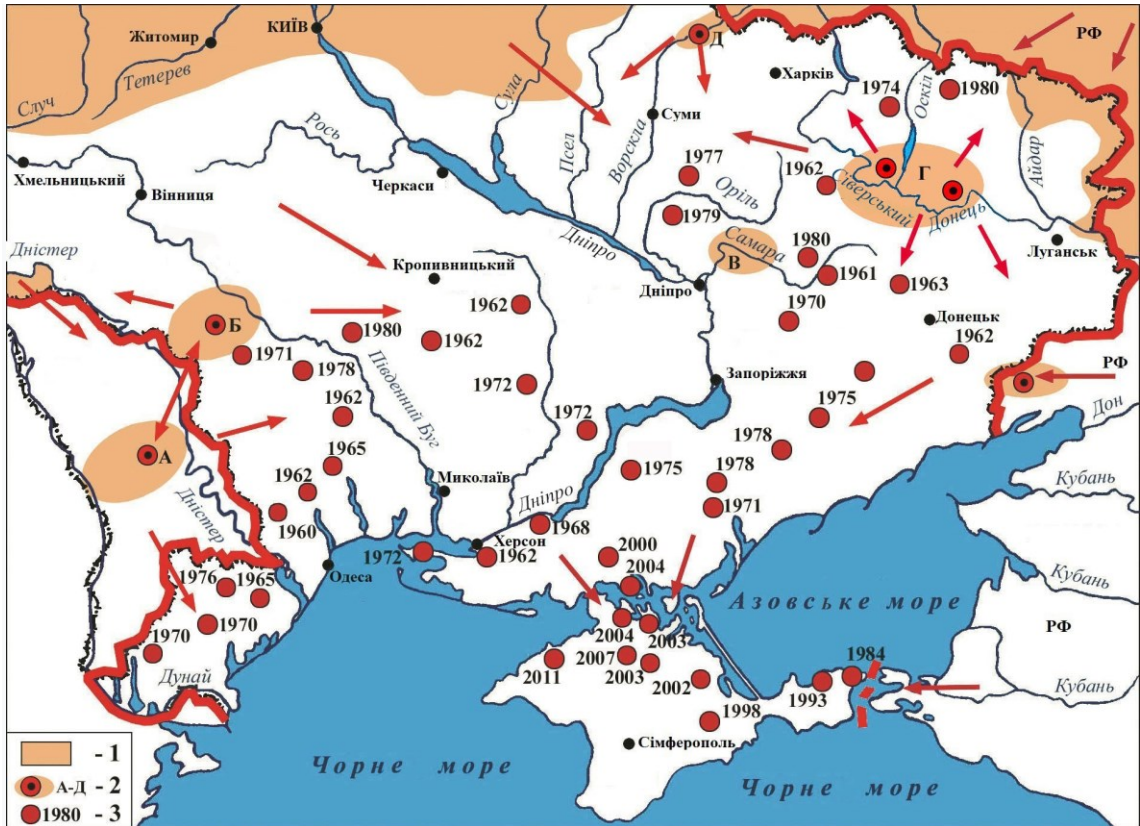 КИЇВ
Житомир
Тетерев
Случ
Рось
Сула
Псел
Ворскла
Суми
Д
Харків
РФ
1974
Оскіл
1980
Айдар
Хмельницький
Вінниця
Черкаси
1977
Оріль
1962
Г
Сіверський
Донець
1979
Луганськ
Дністер
Кропивницький
Дніпро
Самара
В
1980
1961
1963
Дніпро
1970
1962
Б
1980
1962
Донецьк
1962
1971
1978
Південний Буг
1972
Запоріжжя
РФ
Дон
1962
1972
1975
А
1965
1978
1975
1978
Кубань
1962
Миколаїв
Дніпро
1971
Дністер
1960
1968
Херсон
1972
1962
2000
Одеса
2004
1976
1965
Кубань
Азовське море
1970
2004
2003
РФ
1970
2007
2003
1984
Дунай
2011
2002
1993
Кубань
1998
Сімферополь
Чорне море
Чорне море
- 1
А-Д - 2
1980 - 3